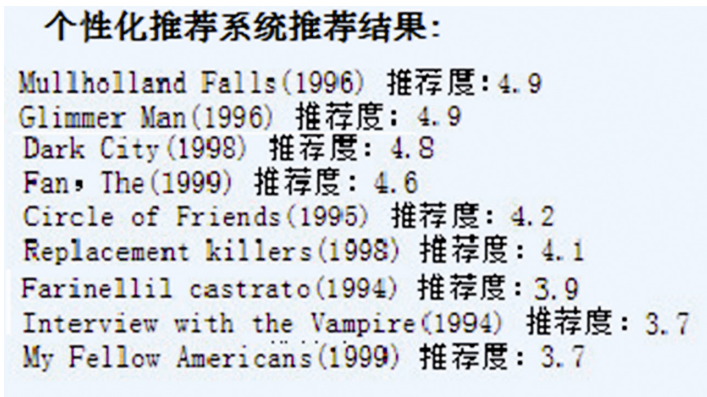 个性化推荐系统推荐结果:
Mullholland Falls(1996) 推荐度:4.9
Glimmer Man(1996) 推荐度: 4.9
Dark City(1998) 推荐度: 4.8
Fan，The(1999) 推荐度: 4.6
Circle of Friends(1995) 推荐度: 4.2
Replacement killers(1998) 推荐度: 4.1
Farinellil castrato(1994) 推荐度:3.9
Interview with the Vampire(1994) 推荐度: 3.7
My Fellow Americans(1999) 推荐度: 3.7